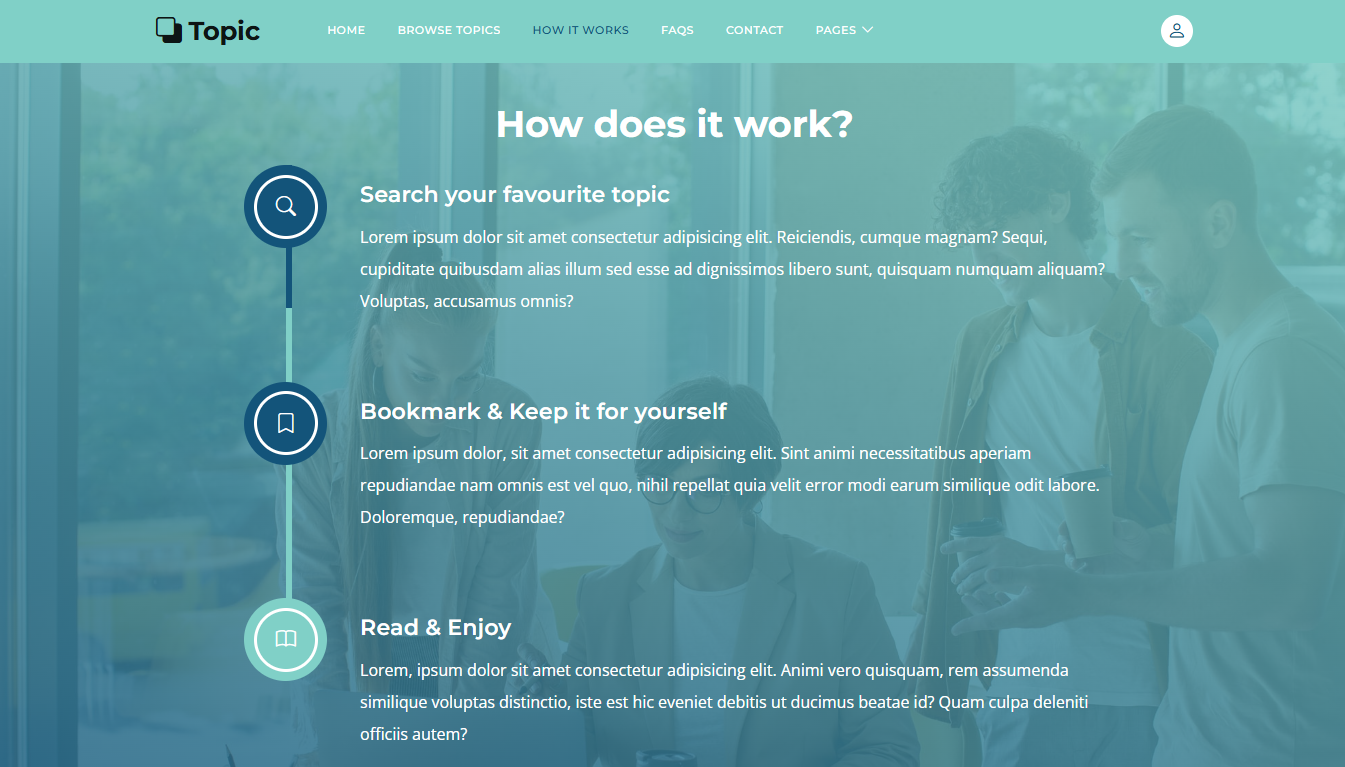 Topic
HOME
BROWSE TOPICS
HOW IT WORKS
FAQS
CONTACT
PAGES
How does it work?
Search your favourite topic
Lorem ipsum dolor sit amet consectetur adipisicing elit. Reiciendis, cumque magnam? Sequi,
cupiditate quibusdam alias illum sed esse ad dignissimos libero sunt, quisquam numquam aliquam?
Voluptas, accusamus omnis?
Bookmark & Keep it for yourself
Lorem ipsum dolor, sit amet consectetur adipisicing elit. Sint animi necessitatibus aperiam
repudiandae nam omnis est vel quo, nihil repellat quia velit error modi earum similique odit labore.
Doloremque, repudiandae?
Read & Enjoy
Lorem, ipsum dolor sit amet consectetur adipisicing elit. Animi vero quisquam, rem assumenda
similique voluptas distinctio, iste est hic eveniet debitis ut ducimus beatae id? Quam culpa deleniti
officiis autem?